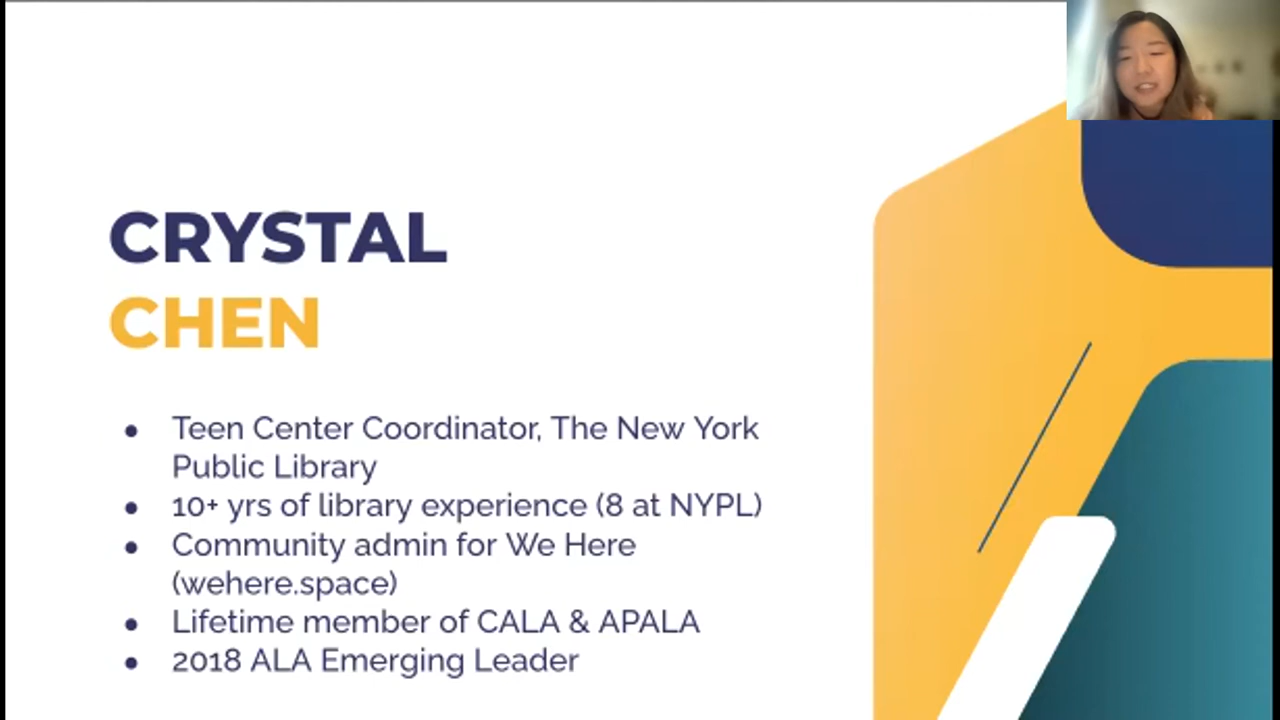 CRYSTAL
CHEN
● Teen Center Coordinator, The New York
Public Library
● 10+ yrs of library experience (8 at NYPL)
● Community admin for We Here
(wehere.space)
● Lifetime member of CALA & APALA
● 2018 ALA Emerging Leader